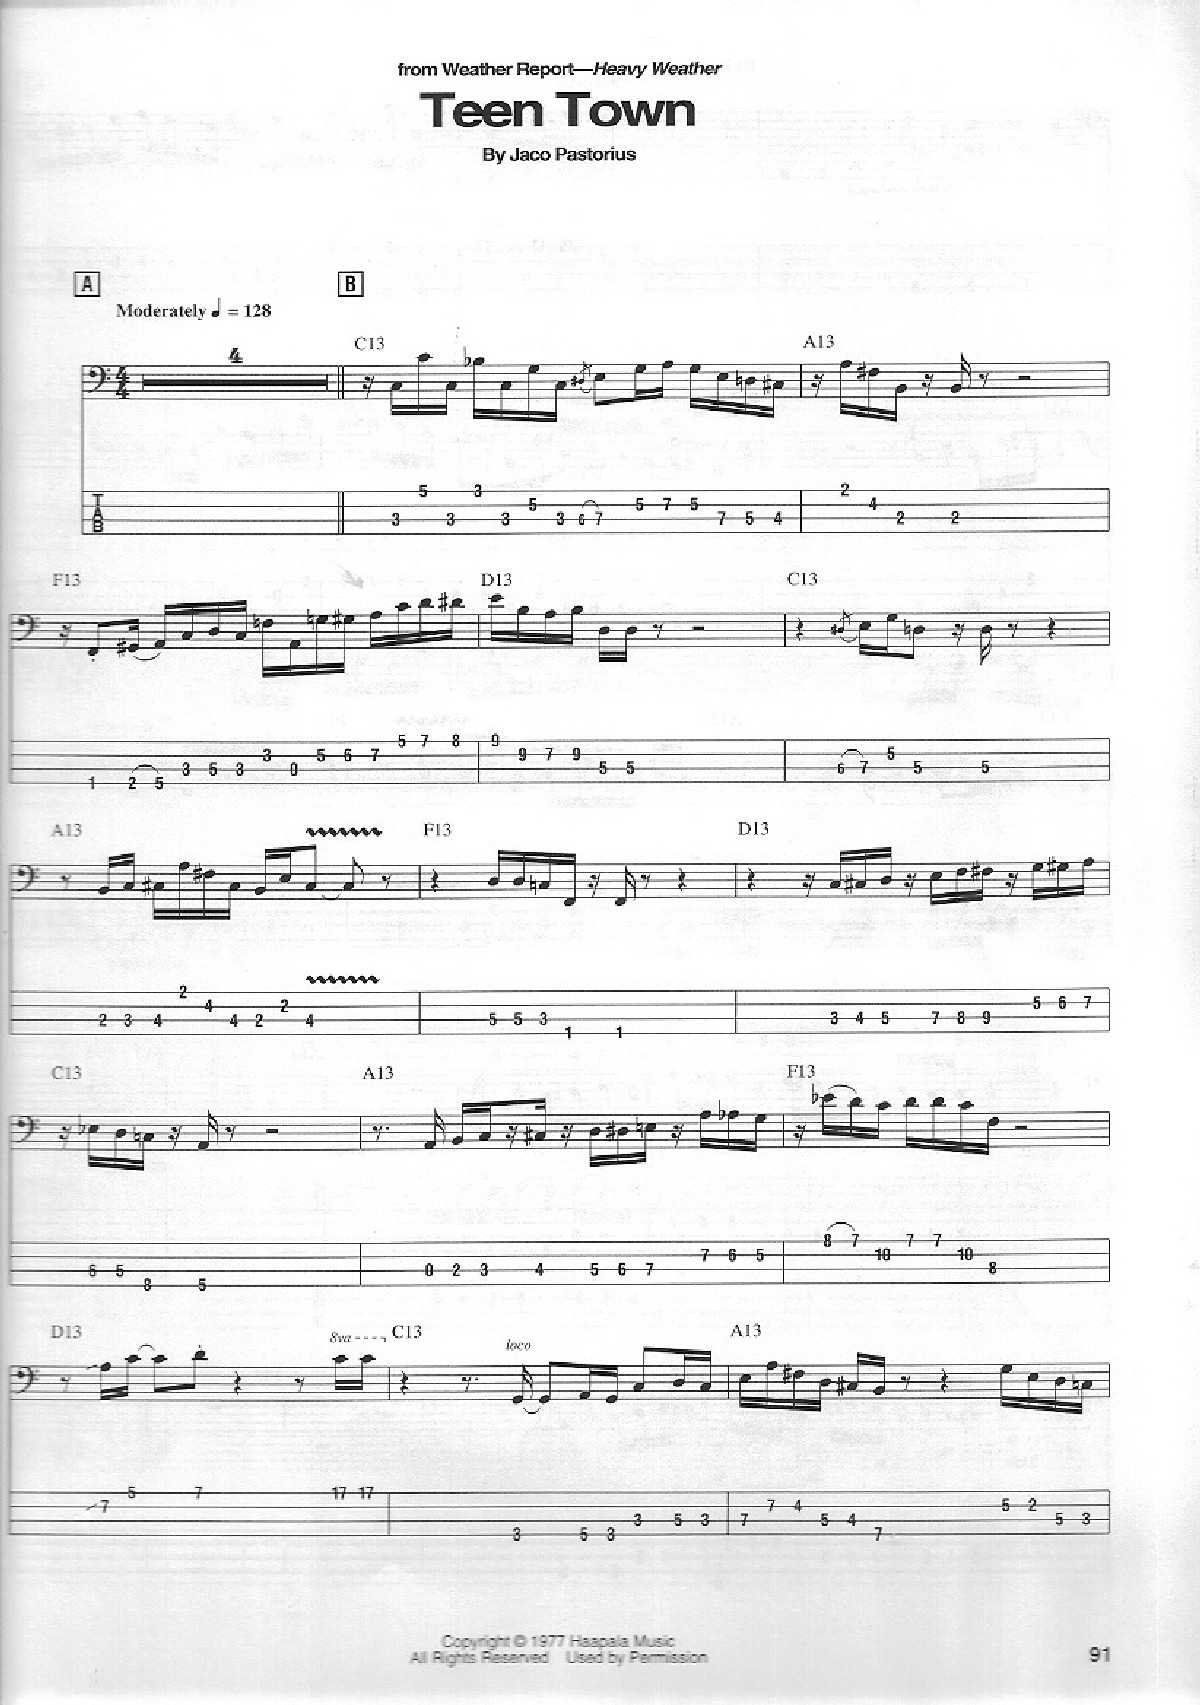 from Weather Report—Heavy Weather
Teen Town
By Jaco Pastorius
A B
Moderately ♩ = 128
C13 A13
4
4
4
T
A
B
5 3 5 5 7 5 2 4
3 3 3 3 6 7 7 5 4 2 2
F13 D13 C13
5 7 8 9
3 5 6 7 9 7 9 5
3 5 3 0 5 5 6 7 5 5
1 2 5
A13 F13 D13
2 5 6 7
4 2
2 3 4 4 2 4 5 5 3 3 4 5 7 8 9
1 1
C13 A13 F13
8 7 7 7
7 6 5 10 10
6 5 0 2 3 4 5 6 7 8
8 5
D13 8va C13 loco A13
5 7 17 17
7 7 4 5 2
3 5 3 7 5 4 5 3
3 5 3 7
Copyright © 1977 Haapala Music
All Rights Reserved Used by Permission
91